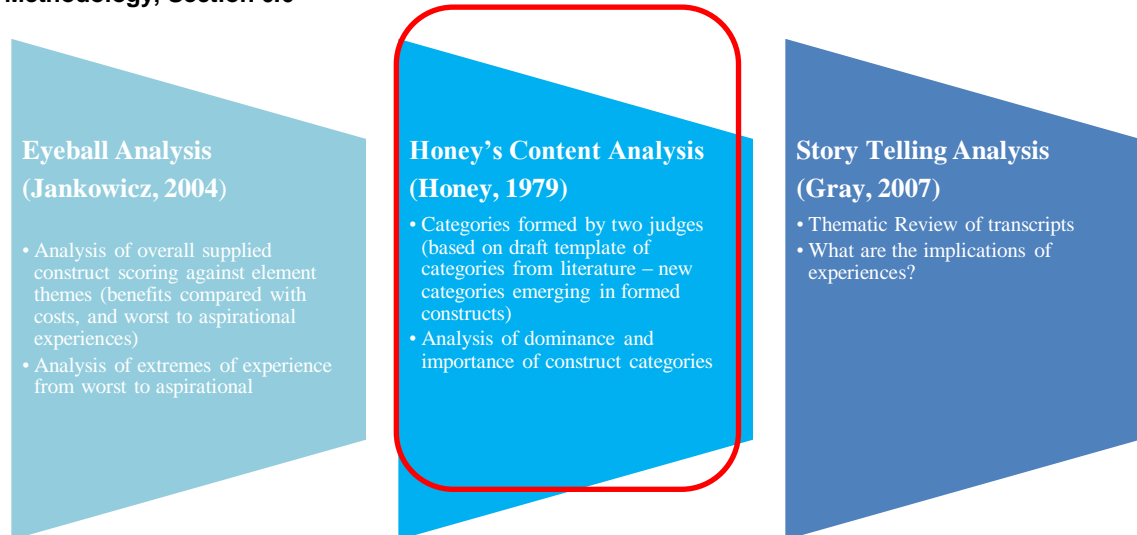 Eyeball Analysis
(Jankowicz, 2004)
• Analysis of overall supplied
construct scoring against element
themes (benefits compared with
costs, and worst to aspirational
experiences)
• Analysis of extremes of experience
from worst to aspirational
Honey's Content Analysis
(Honey, 1979)
• Categories formed by two judges
(based on draft template of
categories from literature – new
categories emerging in formed
constructs)
• Analysis of dominance and
importance of construct categories
Story Telling Analysis
(Gray, 2007)
• Thematic Review of transcripts
• What are the implications of
experiences?